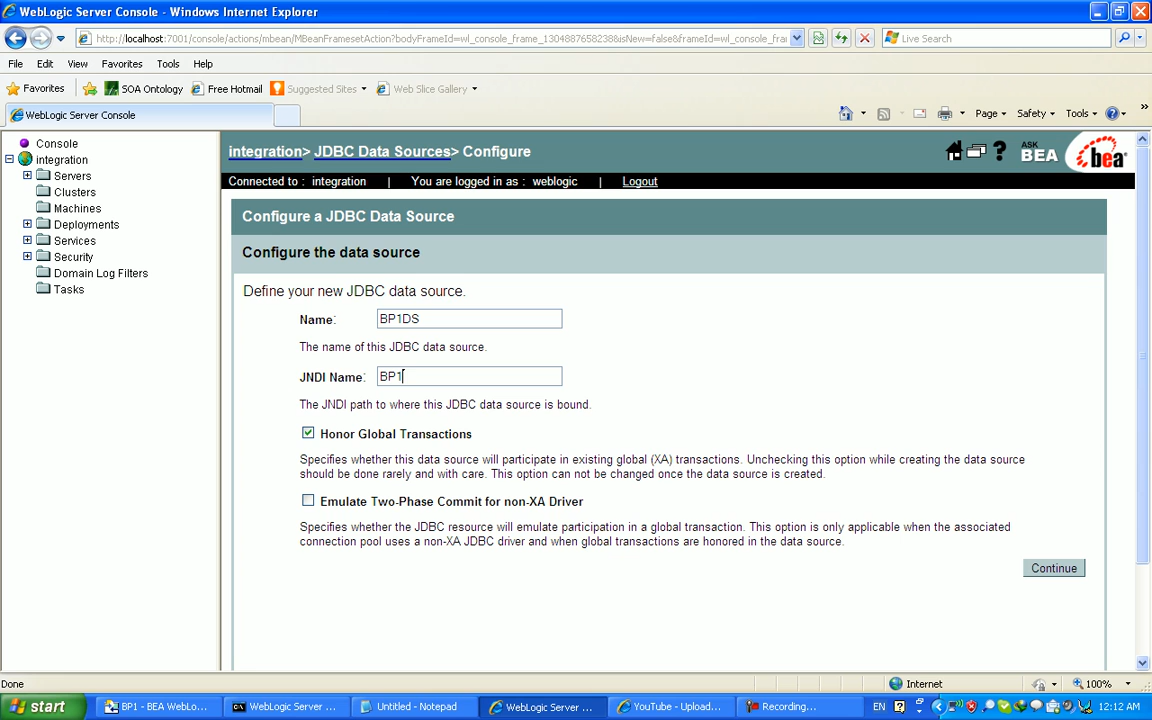 WebLogic Server Console - Windows Internet Explorer
http://localhost:7001/console/actions/mbean/MBeanFramesetAction?bodyFrameId=wl_console_frame_1304887658238&isNew=false&frameId=wl_console_fra
Live Search
File Edit View Favorites Tools Help
Favorites SOA Ontology Free Hotmail Suggested Sites Web Slice Gallery
WebLogic Server Console
Page Safety Tools
Console
integration
Servers
Clusters
Machines
Deployments
Services
Security
Domain Log Filters
Tasks
integration> JDBC Data Sources> Configure
ASK BEA
bea
Connected to : integration | You are logged in as : weblogic | Logout
Configure a JDBC Data Source
Configure the data source
Define your new JDBC data source.
Name: BP1DS
The name of this JDBC data source.
JNDI Name: BP1
The JNDI path to where this JDBC data source is bound.
Honor Global Transactions
Specifies whether this data source will participate in existing global (XA) transactions. Unchecking this option while creating the data source
should be done rarely and with care. This option can not be changed once the data source is created.
Emulate Two-Phase Commit for non-XA Driver
Specifies whether the JDBC resource will emulate participation in a global transaction. This option is only applicable when the associated
connection pool uses a non-XA JDBC driver and when global transactions are honored in the data source.
Continue
Done Internet 100%
start BP1 - BEA WebLo... WebLogic Server ... Untitled - Notepad WebLogic Server ... YouTube - Upload... Recording... EN 12:12 AM